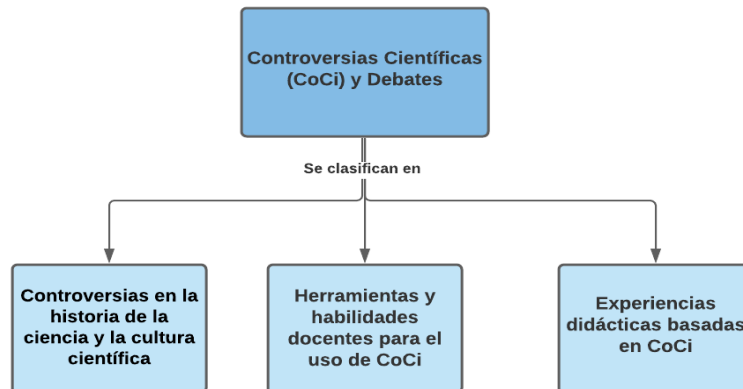 Controversias Científicas
(CoCi) y Debates
Se clasifican en
Controversias en la
historia de la
ciencia y la cultura
científica
Herramientas y
habilidades
docentes para el
uso de CoCi
Experiencias
didácticas basadas
en CoCi